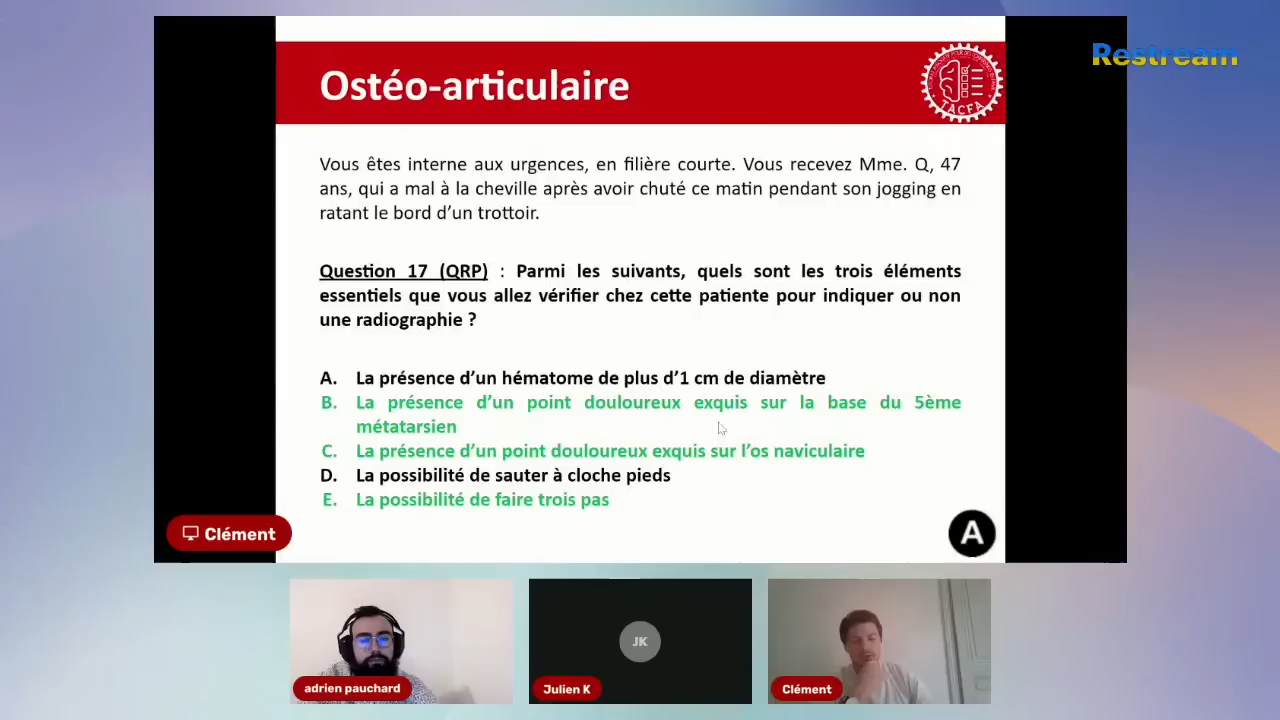 Restream
Ostéo-articulaire
TACFA
Vous êtes interne aux urgences, en filière courte. Vous recevez Mme. Q, 47
ans, qui a mal à la cheville après avoir chuté ce matin pendant son jogging en
ratant le bord d'un trottoir.
Question 17 (QRP) : Parmi les suivants, quels sont les trois éléments
essentiels que vous allez vérifier chez cette patiente pour indiquer ou non
une radiographie ?
A. La présence d'un hématome de plus d'1 cm de diamètre
B. La présence d'un point douloureux exquis sur la base du 5ème
métatarsien
C. La présence d'un point douloureux exquis sur l'os naviculaire
D. La possibilité de sauter à cloche pieds
E. La possibilité de faire trois pas
Clément
A
JK
adrien pauchard
Julien K
Clément